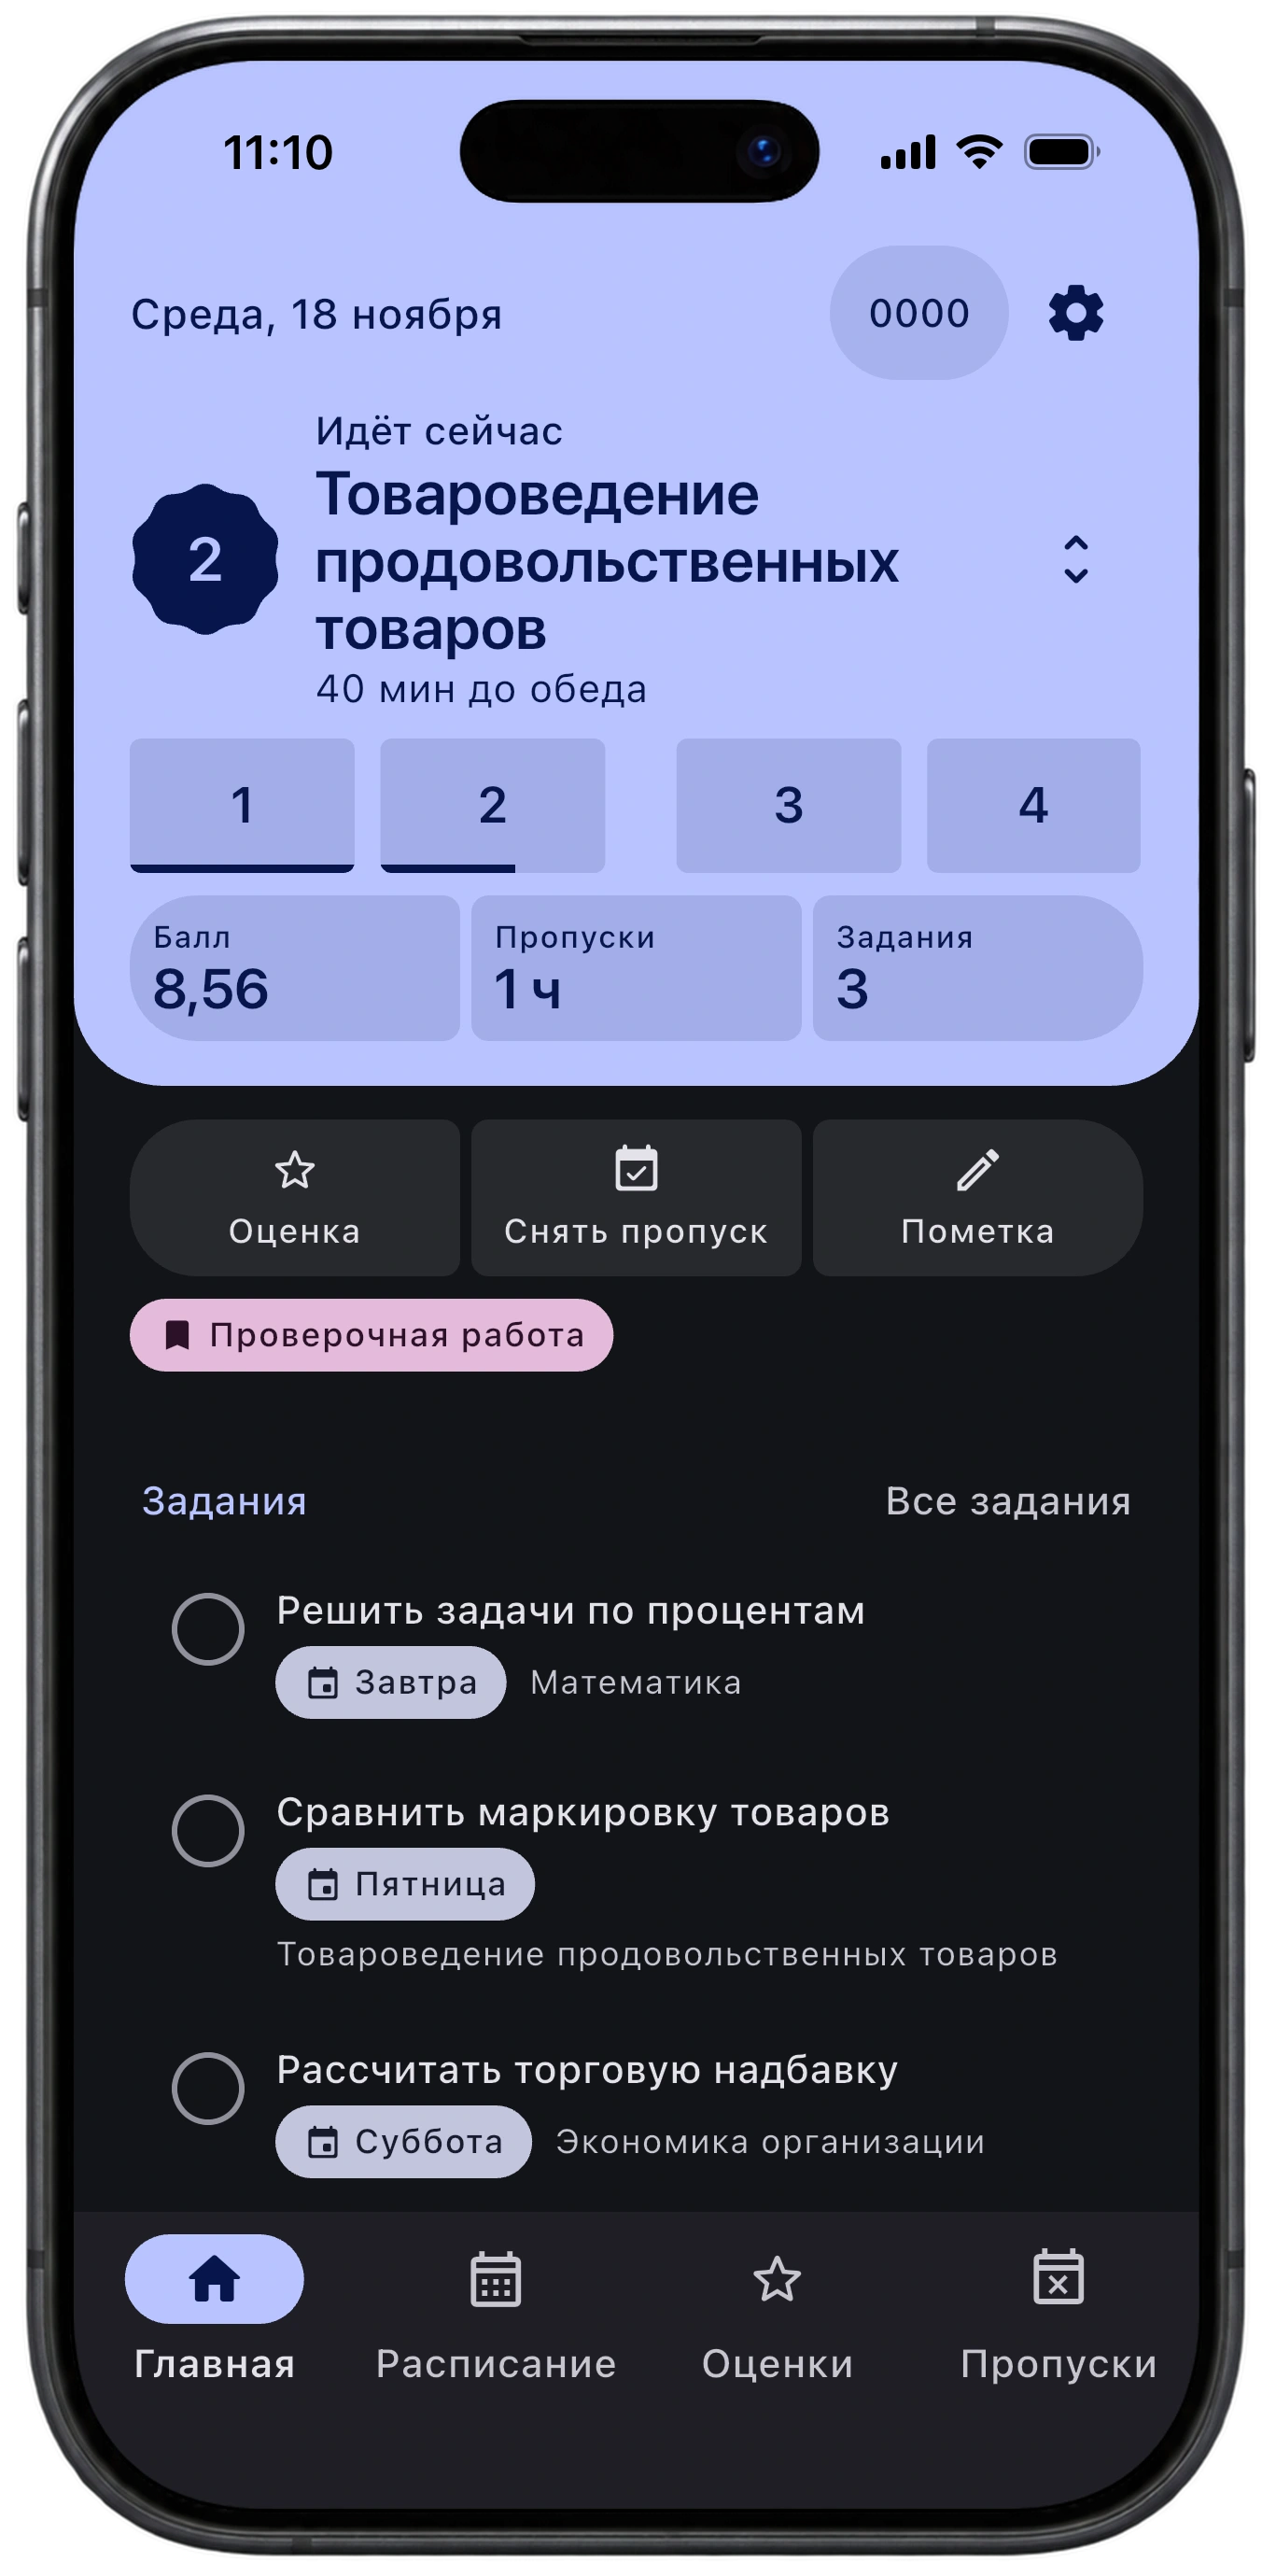 11:10
Среда, 18 ноября
0000
Идёт сейчас
2
Товароведение
продовольственных
товаров
40 мин до обеда
1 2 3 4
Балл Пропуски Задания
8,56 1 ч 3
Оценка Снять пропуск Пометка
Проверочная работа
Задания Все задания
Решить задачи по процентам
Завтра Математика
Сравнить маркировку товаров
Пятница
Товароведение продовольственных товаров
Рассчитать торговую надбавку
Суббота Экономика организации
Главная Расписание Оценки Пропуски